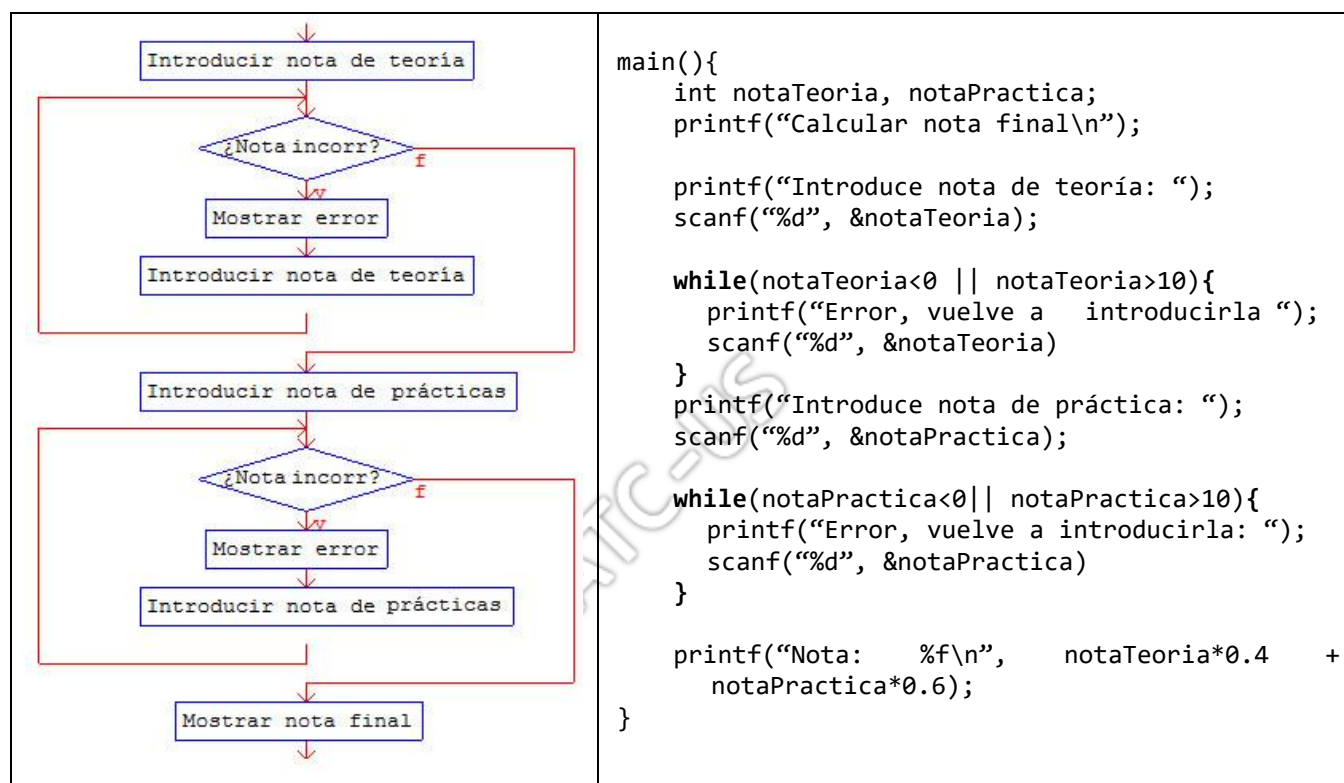 Introducir nota de teoría
¿Nota incorr?
f
v
Mostrar error
Introducir nota de teoría
Introducir nota de prácticas
¿Nota incorr?
f
v
Mostrar error
Introducir nota de prácticas
Mostrar nota final
main(){
int notaTeoria, notaPractica;
printf(“Calcular nota final\n”);
printf(“Introduce nota de teoría: “);
scanf(“%d”, &notaTeoria);
while(notaTeoria<0 || notaTeoria>10){
printf(“Error, vuelve a introducirla “);
scanf(“%d”, &notaTeoria)
}
printf(“Introduce nota de práctica: “);
scanf(“%d”, &notaPractica);
while(notaPractica<0|| notaPractica>10){
printf(“Error, vuelve a introducirla: “);
scanf(“%d”, &notaPractica)
}
printf(“Nota: %f\n”, notaTeoria*0.4 +
notaPractica*0.6);
}
ATC-US